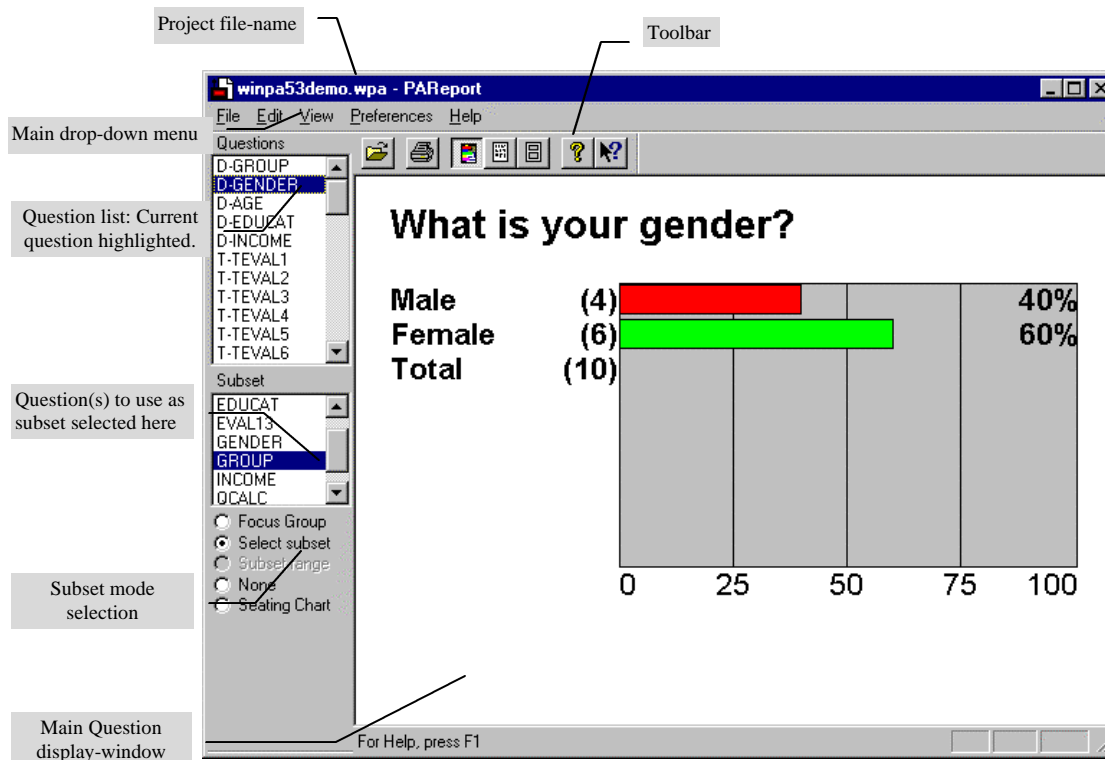 Project file-name
Toolbar
winpa53demo.wpa - PAReport
File Edit View Preferences Help
Main drop-down menu
Questions
D-GROUP
D-GENDER
D-AGE
D-EDUCAT
D-INCOME
T-TEVAL1
T-TEVAL2
T-TEVAL3
T-TEVAL4
T-TEVAL5
T-TEVAL6
Question list: Current
question highlighted.
What is your gender?
Male (4) 40%
Female (6) 60%
Total (10)
0 25 50 75 100
Subset
EDUCAT
EVAL13
GENDER
GROUP
INCOME
QCALC
Question(s) to use as
subset selected here
Focus Group
Select subset
Subset range
None
Seating Chart
Subset mode
selection
Main Question
display-window
For Help, press F1